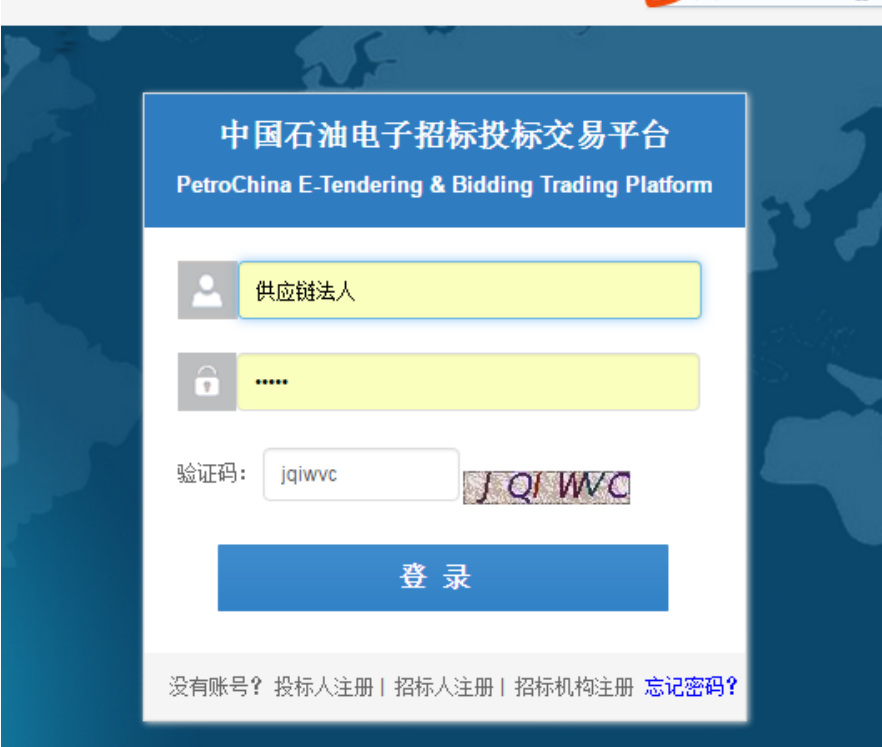 中国石油电子招标投标交易平台
PetroChina E-Tendering & Bidding Trading Platform
供应链法人
•••••
验证码： jqiwvc JQIWVC
登 录
没有账号？投标人注册 | 招标人注册 | 招标机构注册 忘记密码？